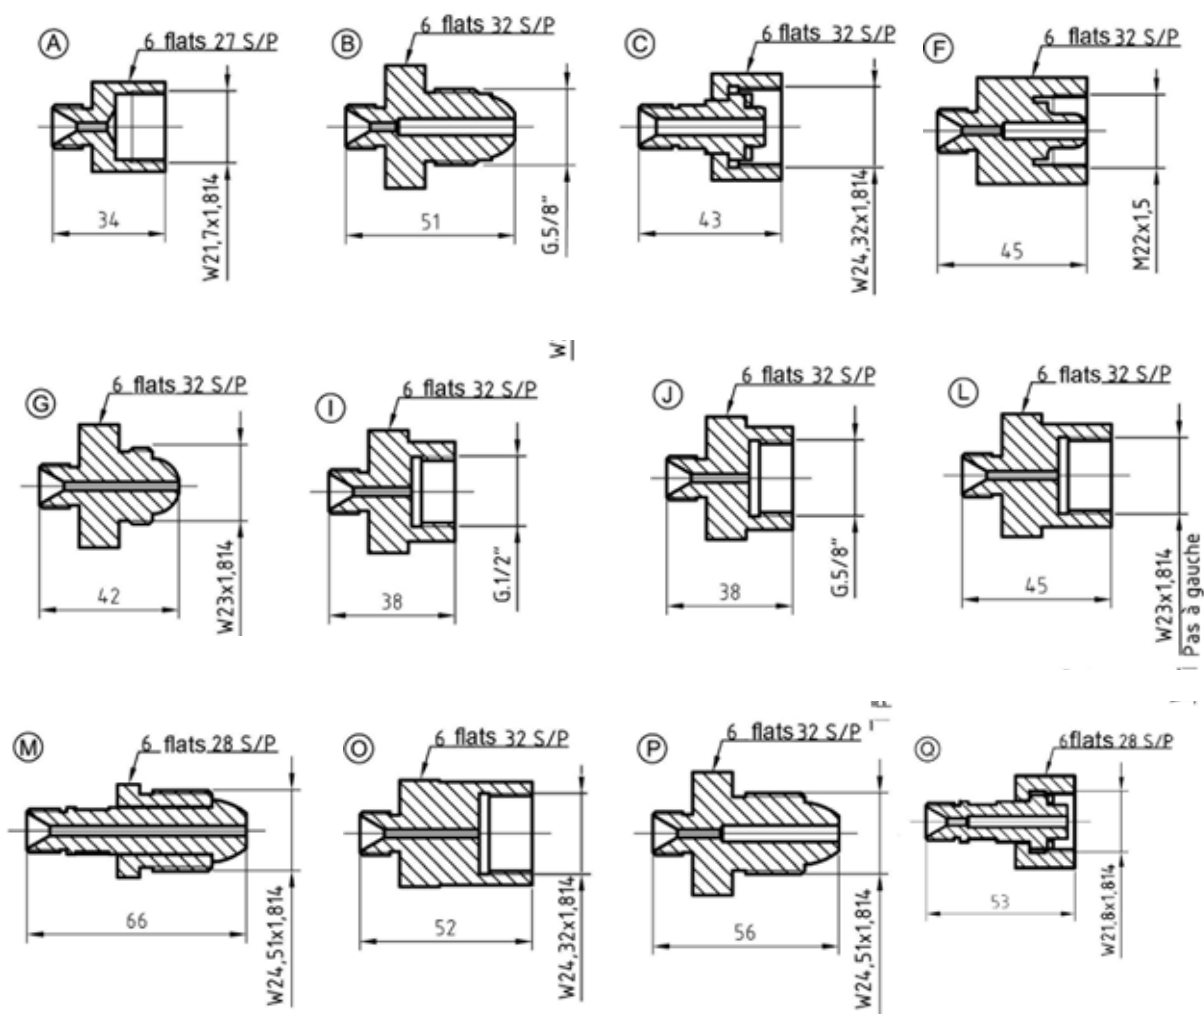 A
6 flats 27 S/P
34
W21,7x1,814
B
6 flats 32 S/P
51
G.5/8"
C
6 flats 32 S/P
43
W24,32x1,814
F
6 flats 32 S/P
45
M22x1,5
G
6 flats 32 S/P
42
W23x1,814
I
6 flats 32 S/P
38
G.1/2"
J
6 flats 32 S/P
38
G.5/8"
L
6 flats 32 S/P
45
W23x1,814
Pas à gauche
M
6 flats 28 S/P
66
W24,51x1,814
O
6 flats 32 S/P
52
W24,32x1,814
P
6 flats 32 S/P
56
W24,51x1,814
Q
6 flats 28 S/P
53
W21,8x1,814